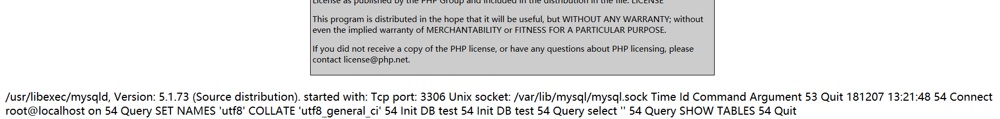 License as published by the PHP Group and included in the distribution in the file: LICENSE
This program is distributed in the hope that it will be useful, but WITHOUT ANY WARRANTY; without
even the implied warranty of MERCHANTABILITY or FITNESS FOR A PARTICULAR PURPOSE.
If you did not receive a copy of the PHP license, or have any questions about PHP licensing, please
contact license@php.net.
/usr/libexec/mysqld, Version: 5.1.73 (Source distribution). started with: Tcp port: 3306 Unix socket: /var/lib/mysql/mysql.sock Time Id Command Argument 53 Quit 181207 13:21:48 54 Connect
root@localhost on 54 Query SET NAMES 'utf8' COLLATE 'utf8_general_ci' 54 Init DB test 54 Init DB test 54 Query select '' 54 Query SHOW TABLES 54 Quit